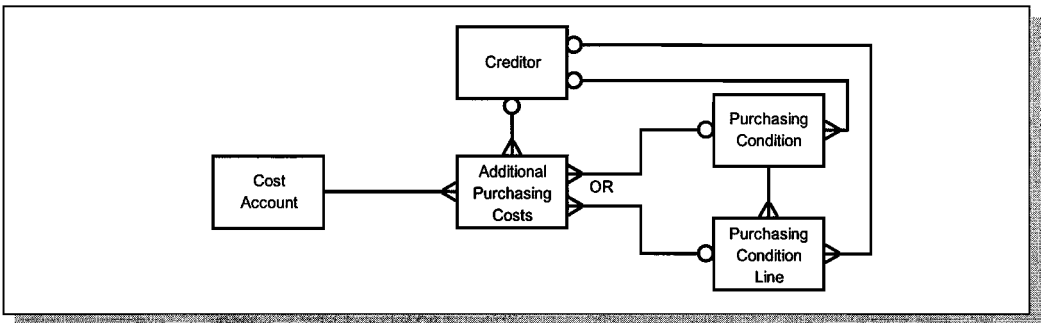 Creditor
Purchasing
Condition
Cost
Account
Additional
Purchasing
Costs
OR
Purchasing
Condition
Line